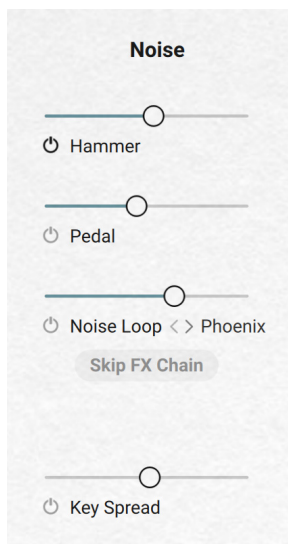 Noise
Hammer
Pedal
Noise Loop < > Phoenix
Skip FX Chain
Key Spread